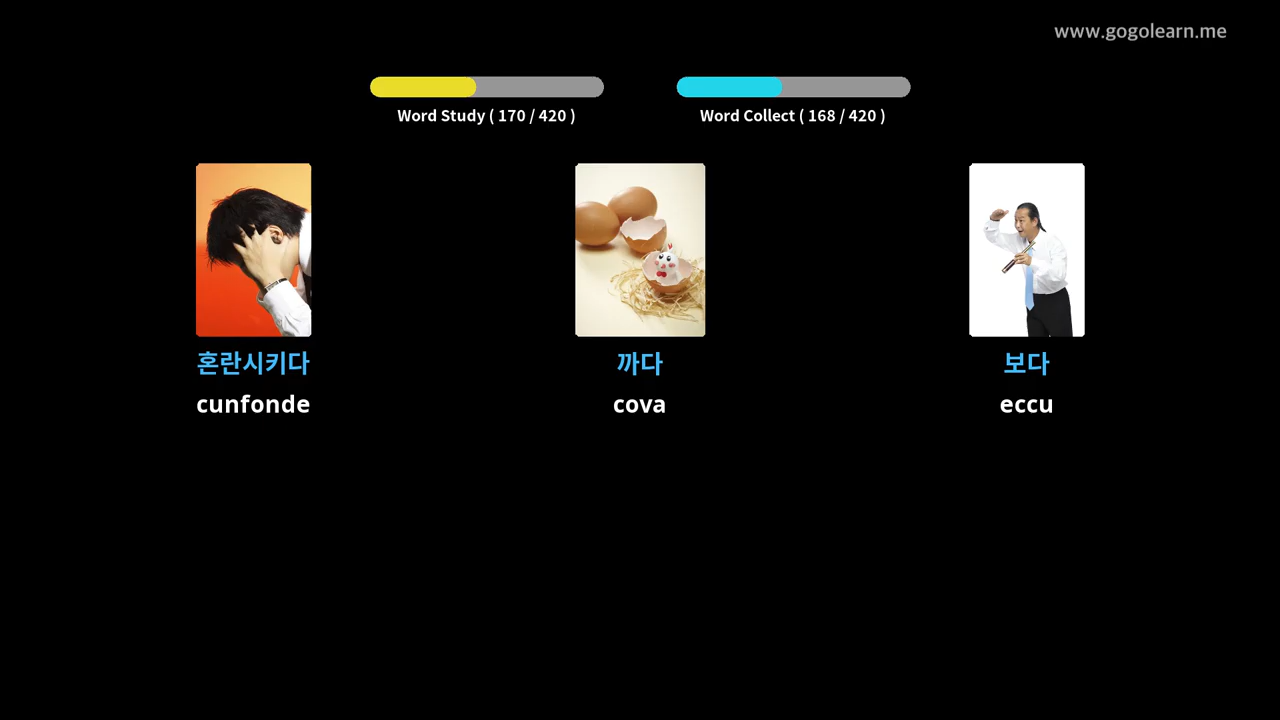 www.gogolearn.me
Word Study ( 170 / 420 )
Word Collect ( 168 / 420 )
혼란시키다
cunfonde
까다
cova
보다
eccu